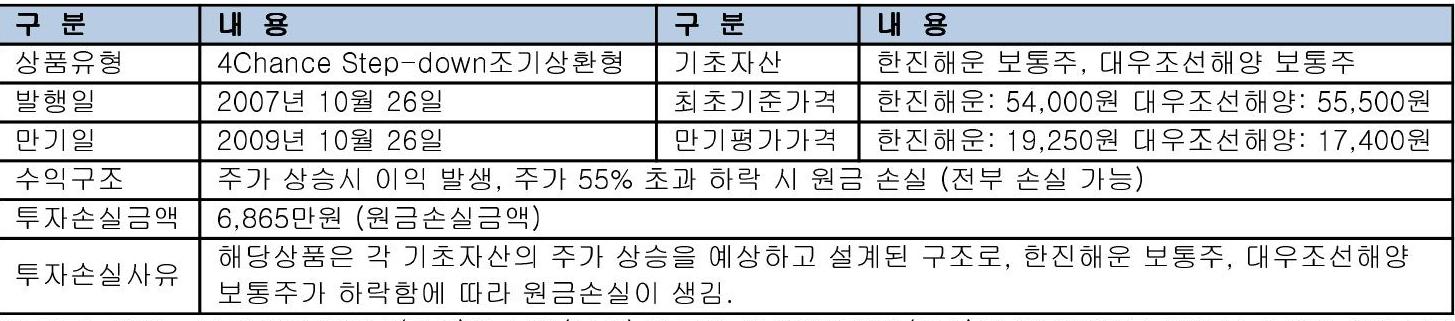 구 분 내 용 구 분 내 용
상품유형 4Chance Step-down조기상환형 기초자산 한진해운 보통주, 대우조선해양 보통주
발행일 2007년 10월 26일 최초기준가격 한진해운: 54,000원 대우조선해양: 55,500원
만기일 2009년 10월 26일 만기평가가격 한진해운: 19,250원 대우조선해양: 17,400원
수익구조 주가 상승시 이익 발생, 주가 55% 초과 하락 시 원금 손실 (전부 손실 가능)
투자손실금액 6,865만원 (원금손실금액)
투자손실사유 해당상품은 각 기초자산의 주가 상승을 예상하고 설계된 구조로, 한진해운 보통주, 대우조선해양
보통주가 하락함에 따라 원금손실이 생김.